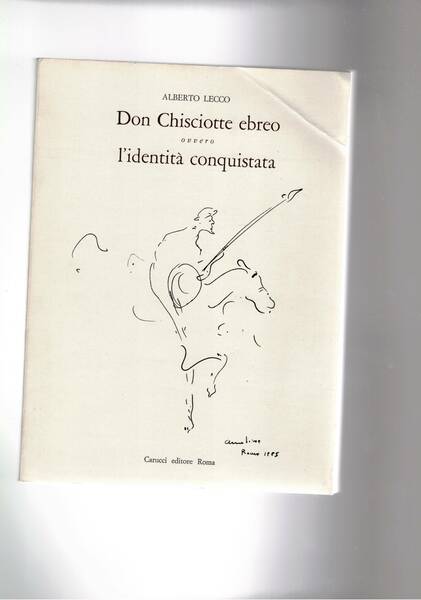 ALBERTO LECCO
Don Chisciotte ebreo
ovvero
l'identità conquistata
Roma 1985
Carucci editore Roma